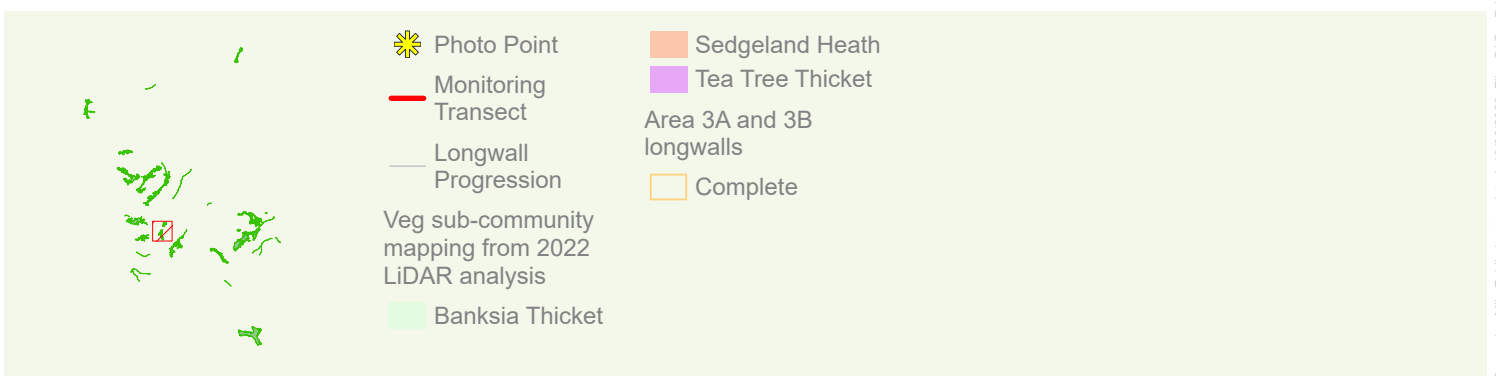 Photo Point
Monitoring
Transect
Longwall
Progression
Veg sub-community
mapping from 2022
LiDAR analysis
Banksia Thicket
Sedgeland Heath
Tea Tree Thicket
Area 3A and 3B
longwalls
Complete